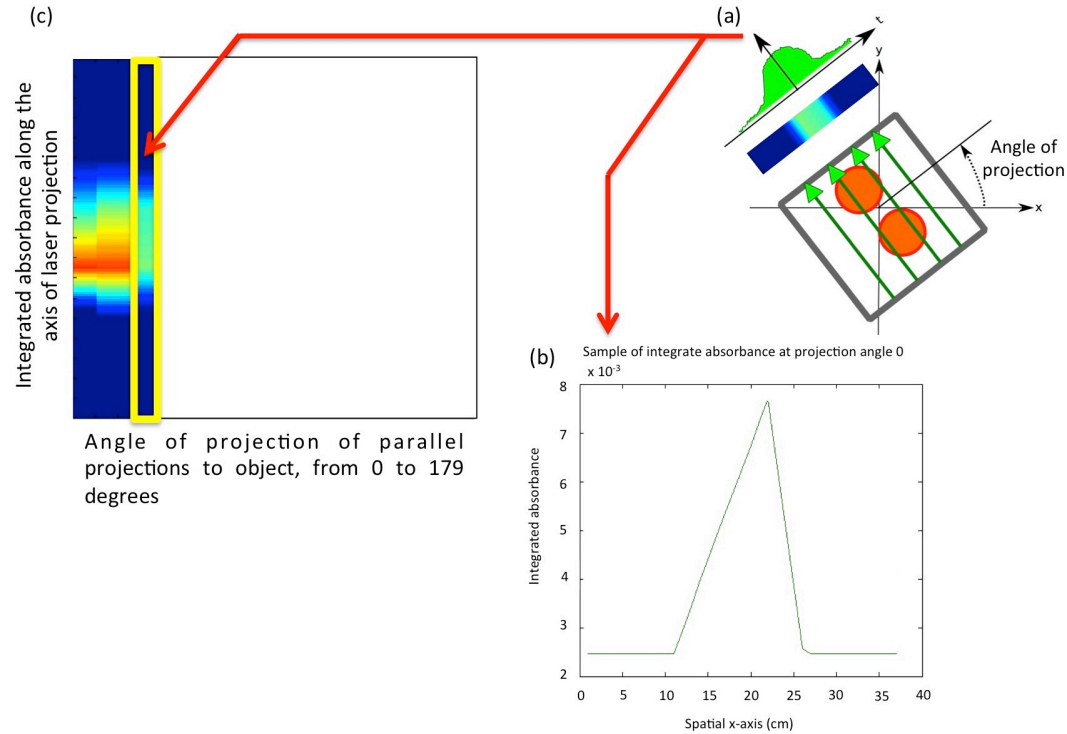 (c)
Integrated absorbance along the
axis of laser projection
Angle of projection of parallel
projections to object, from 0 to 179
degrees
(a)
t
y
x
Angle of
projection
(b)
Sample of integrate absorbance at projection angle 0
x 10⁻³
8
7
6
5
4
3
2
Integrated absorbance
0 5 10 15 20 25 30 35 40
Spatial x-axis (cm)